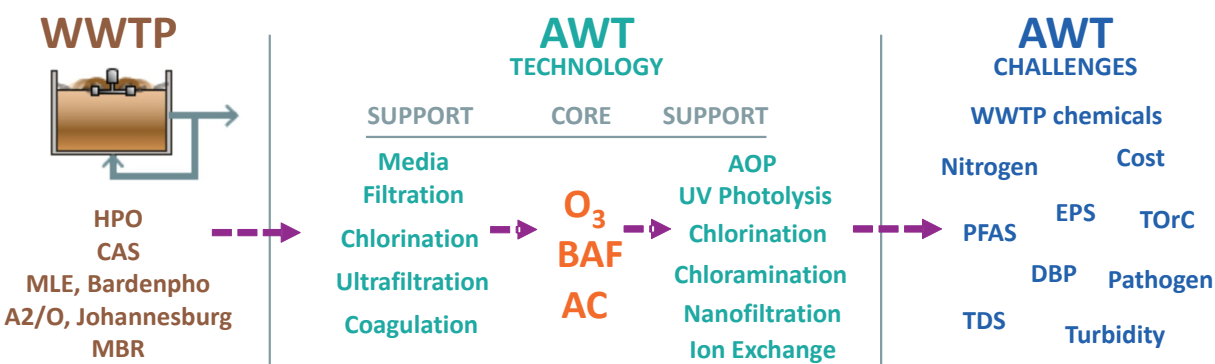 WWTP
HPO
CAS
MLE, Bardenpho
A2/O, Johannesburg
MBR
AWT
TECHNOLOGY
SUPPORT
CORE
SUPPORT
Media
Filtration
Chlorination
Ultrafiltration
Coagulation
O3
BAF
AC
AOP
UV Photolysis
Chlorination
Chloramination
Nanofiltration
Ion Exchange
AWT
CHALLENGES
WWTP chemicals
Nitrogen
Cost
EPS
TOrC
PFAS
DBP
Pathogen
TDS
Turbidity